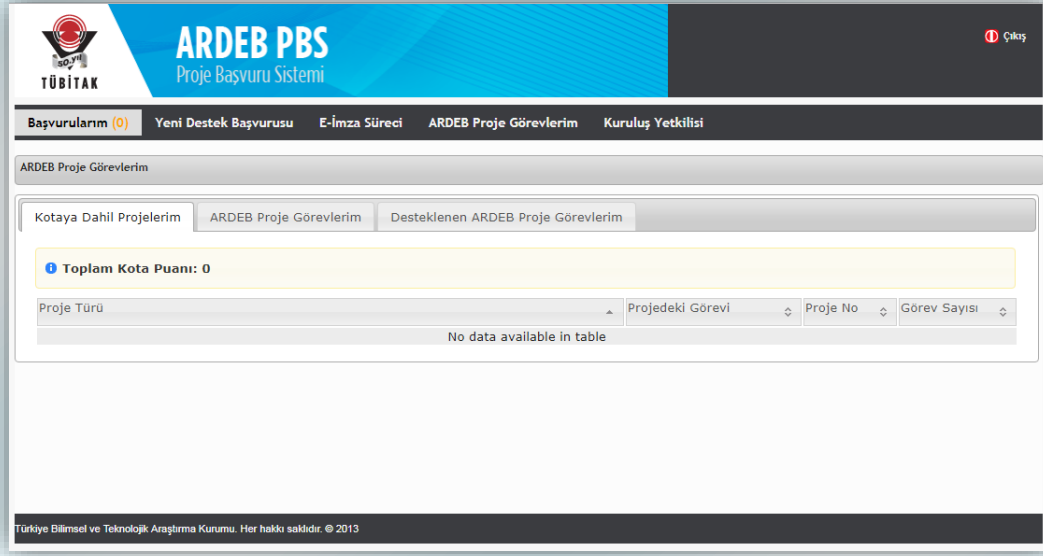 50.yıl
TÜBİTAK
ARDEB PBS
Proje Başvuru Sistemi
Çıkış
Başvurularım (0) Yeni Destek Başvurusu E-İmza Süreci ARDEB Proje Görevlerim Kuruluş Yetkilisi
ARDEB Proje Görevlerim
Kotaya Dahil Projelerim ARDEB Proje Görevlerim Desteklenen ARDEB Proje Görevlerim
Toplam Kota Puanı: 0
Proje Türü Projedeki Görevi Proje No Görev Sayısı
No data available in table
Türkiye Bilimsel ve Teknolojik Araştırma Kurumu. Her hakkı saklıdır. © 2013